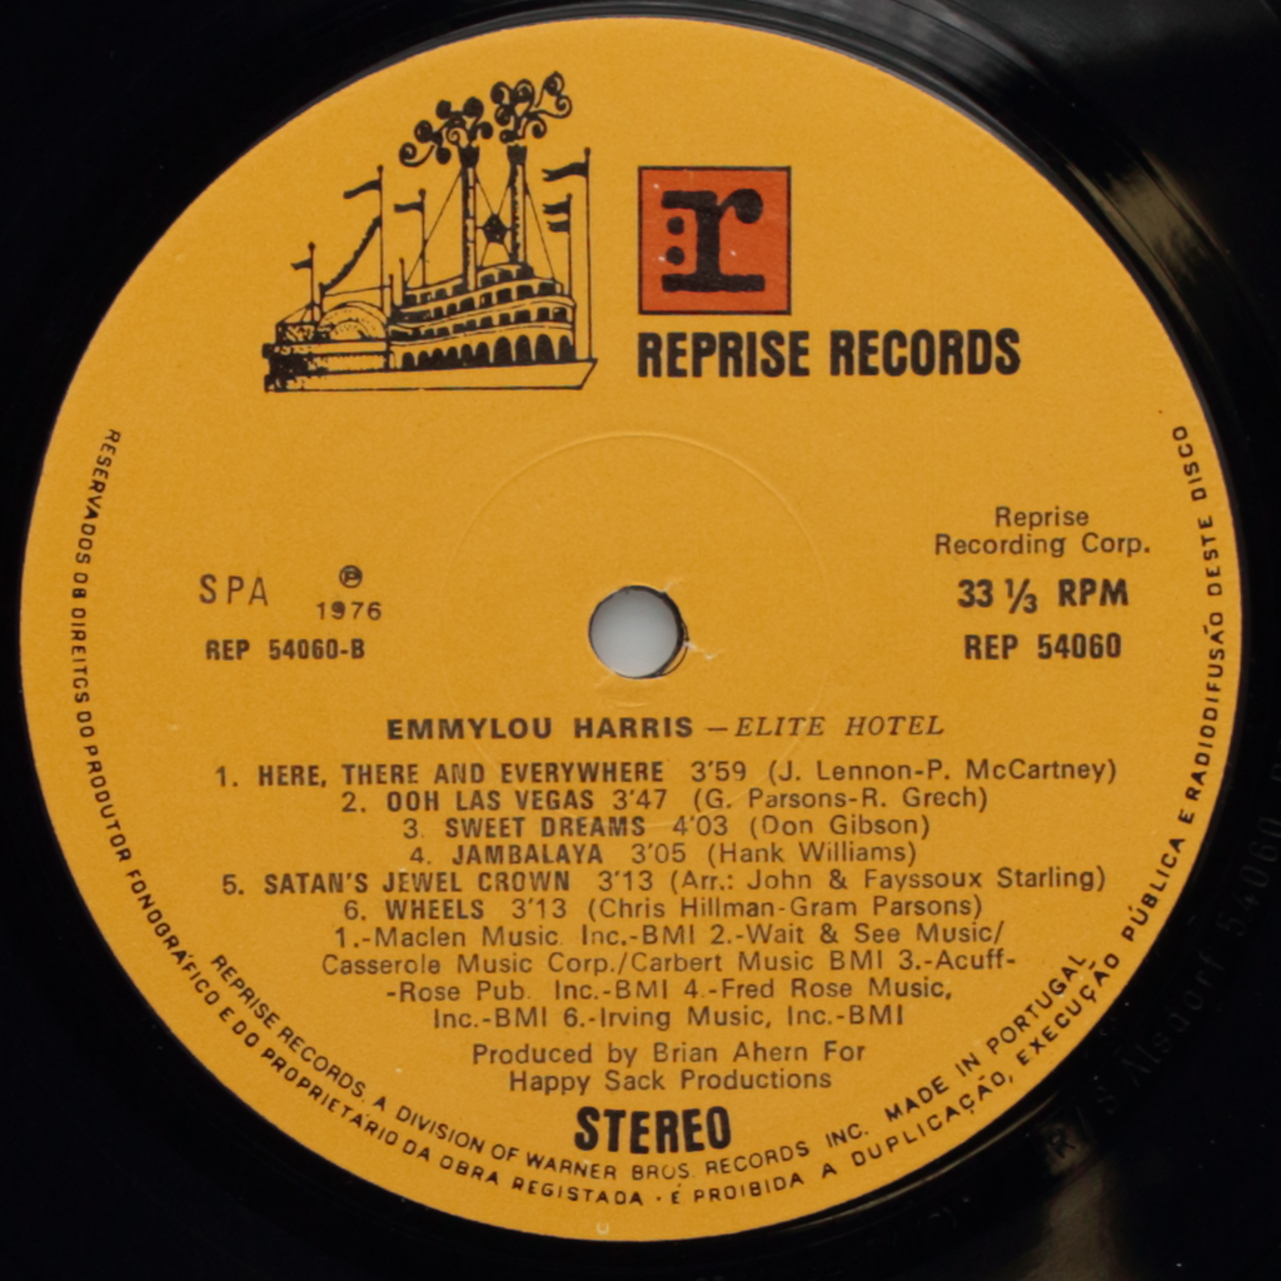 r
REPRISE RECORDS
Reprise
Recording Corp.
33 1/3 RPM
REP 54060
SPA
℗
1976
REP 54060-B
EMMYLOU HARRIS – ELITE HOTEL
1. HERE, THERE AND EVERYWHERE 3'59 (J. Lennon-P. McCartney)
2. OOH LAS VEGAS 3'47 (G. Parsons-R. Grech)
3. SWEET DREAMS 4'03 (Don Gibson)
4. JAMBALAYA 3'05 (Hank Williams)
5. SATAN'S JEWEL CROWN 3'13 (Arr.: John & Fayssoux Starling)
6. WHEELS 3'13 (Chris Hillman-Gram Parsons)
1.-Maclen Music Inc.-BMI 2.-Wait & See Music/
Casserole Music Corp./Carbert Music BMI 3.-Acuff-
-Rose Pub. Inc.-BMI 4.-Fred Rose Music,
Inc.-BMI 6.-Irving Music, Inc.-BMI
Produced by Brian Ahern For
Happy Sack Productions
STEREO
REPRISE RECORDS, A DIVISION OF WARNER BROS. RECORDS INC. MADE IN PORTUGAL
RESERVADOS OS DIREITOS DO PRODUTOR FONOGRÁFICO E DO PROPRIETÁRIO DA OBRA REGISTADA · É PROIBIDA A DUPLICAÇÃO, EXECUÇÃO PÚBLICA E RADIODIFUSÃO DESTE DISCO